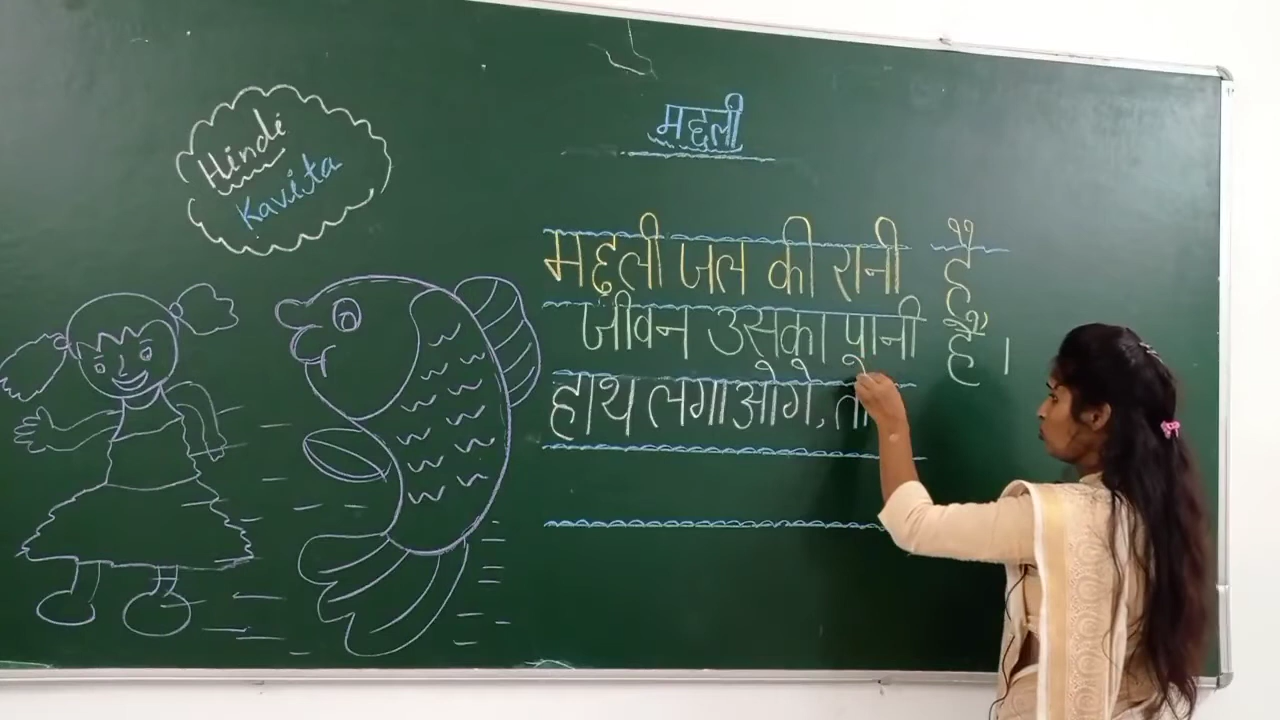 Hindi
Kavita
मछली
मछली जल की रानी है
जीवन उसका पानी है ।
हाथ लगाओगे, तो